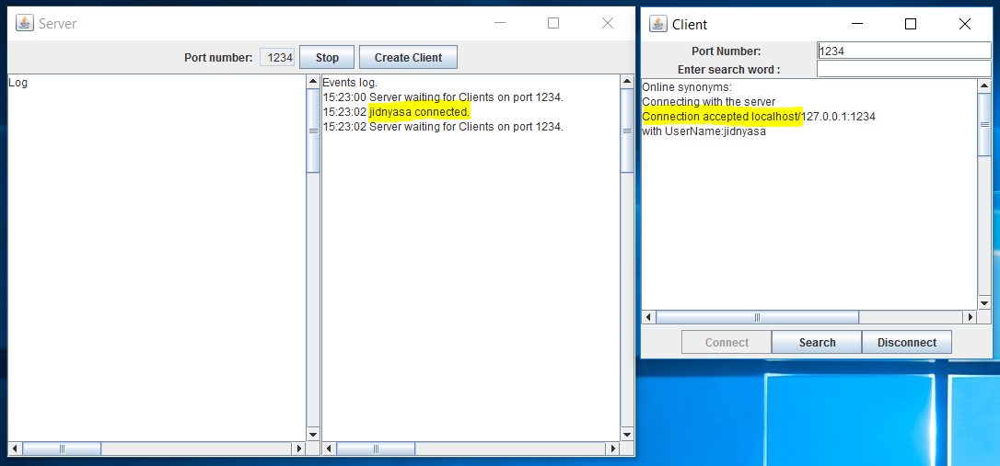 Server
Port number: 1234 Stop Create Client
Log
Events log.
15:23:00 Server waiting for Clients on port 1234.
15:23:02 jidnyasa connected.
15:23:02 Server waiting for Clients on port 1234.
Client
Port Number: 1234
Enter search word :
Online synonyms:
Connecting with the server
Connection accepted localhost/127.0.0.1:1234
with UserName:jidnyasa
Connect Search Disconnect